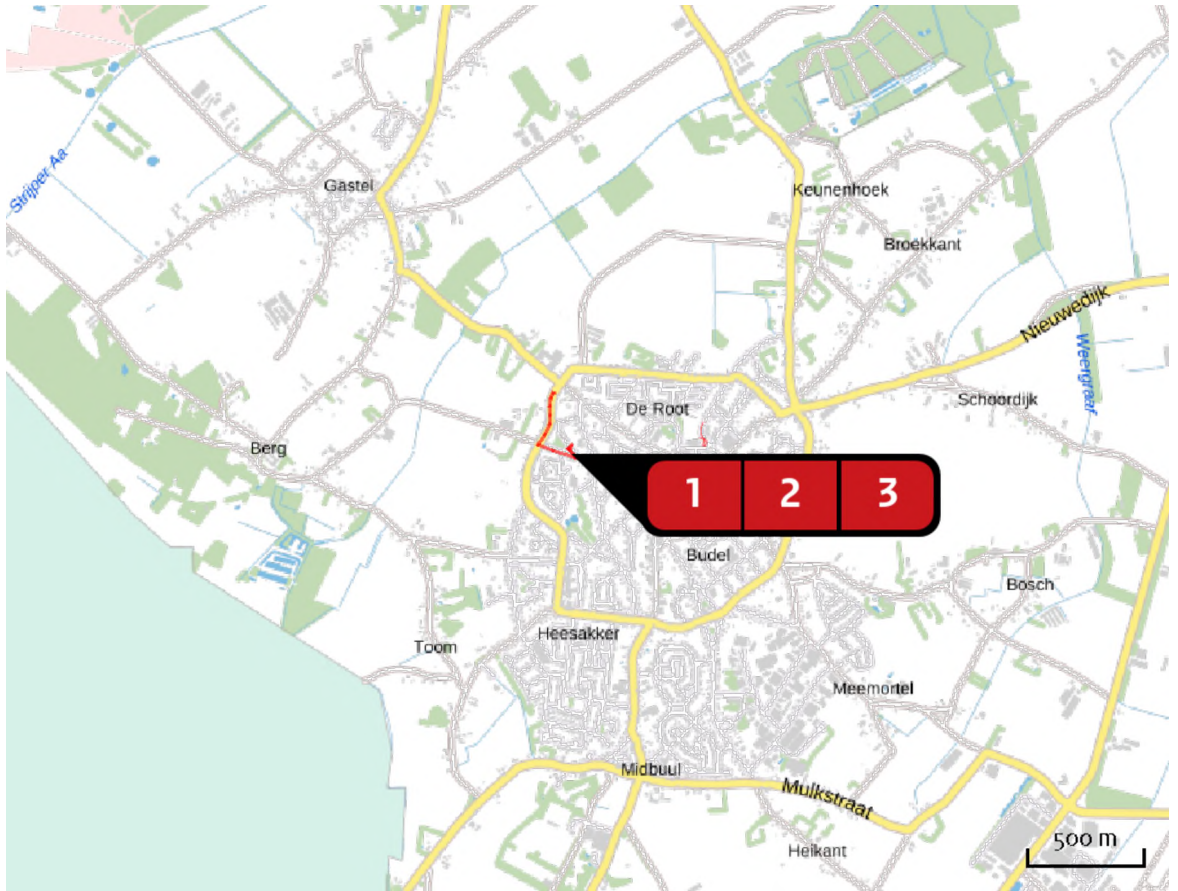 Strijper Aa
Gastel
Keunenhoek
Broekkant
Nieuwedijk
Weergraaf
De Root
Schoordijk
Berg
1 2 3
Budel
Bosch
Heesakker
Toom
Meemortel
Midbuul
Mulkstraat
Heikant
500 m